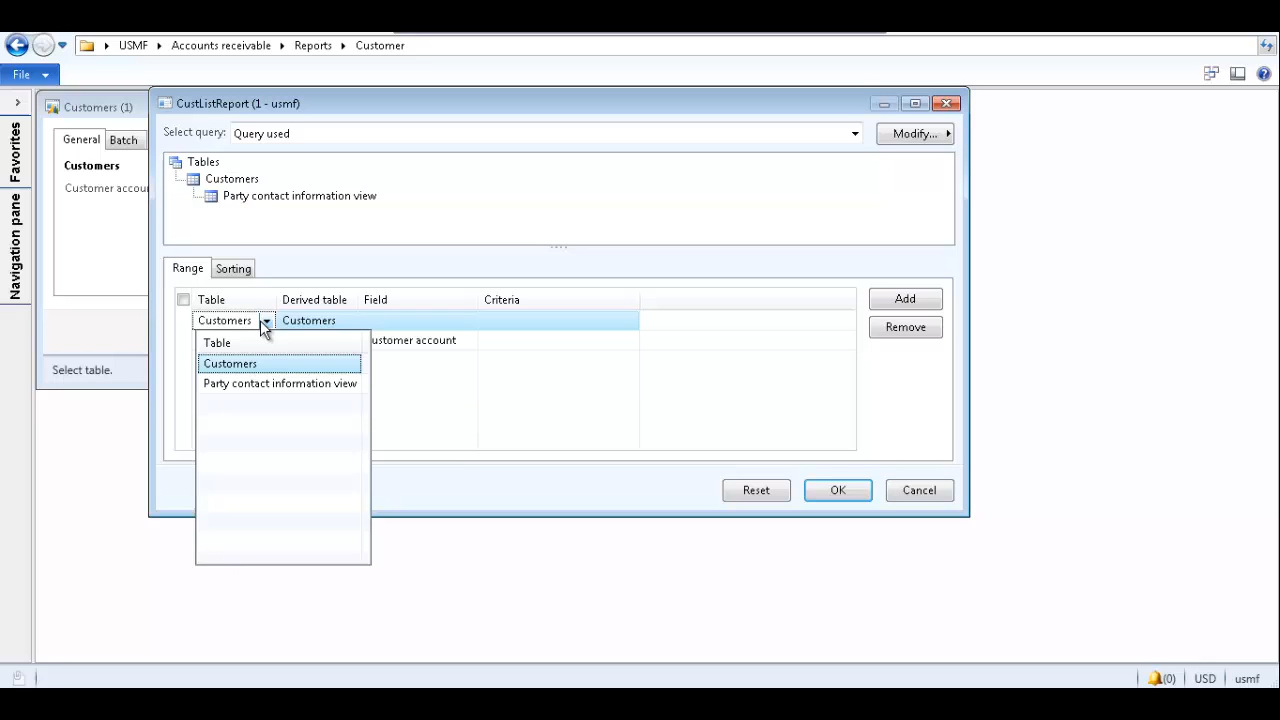 USMF Accounts receivable Reports Customer
File
Favorites
Navigation pane
Customers (1)
General Batch
Customers
Customer accou
Select table.
CustListReport (1 - usmf)
Select query: Query used Modify...
Tables
Customers
Party contact information view
Range Sorting
Table Derived table Field Criteria
Customers Customers
ustomer account
Table
Customers
Party contact information view
Add
Remove
Reset OK Cancel
(0) USD usmf